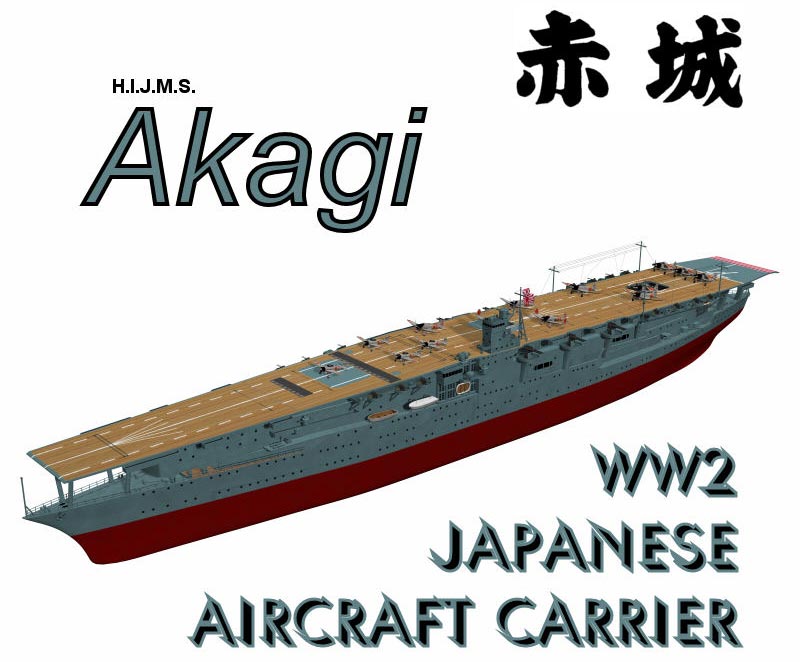 赤城
H.I.J.M.S.
Akagi
WW2
JAPANESE
AIRCRAFT CARRIER